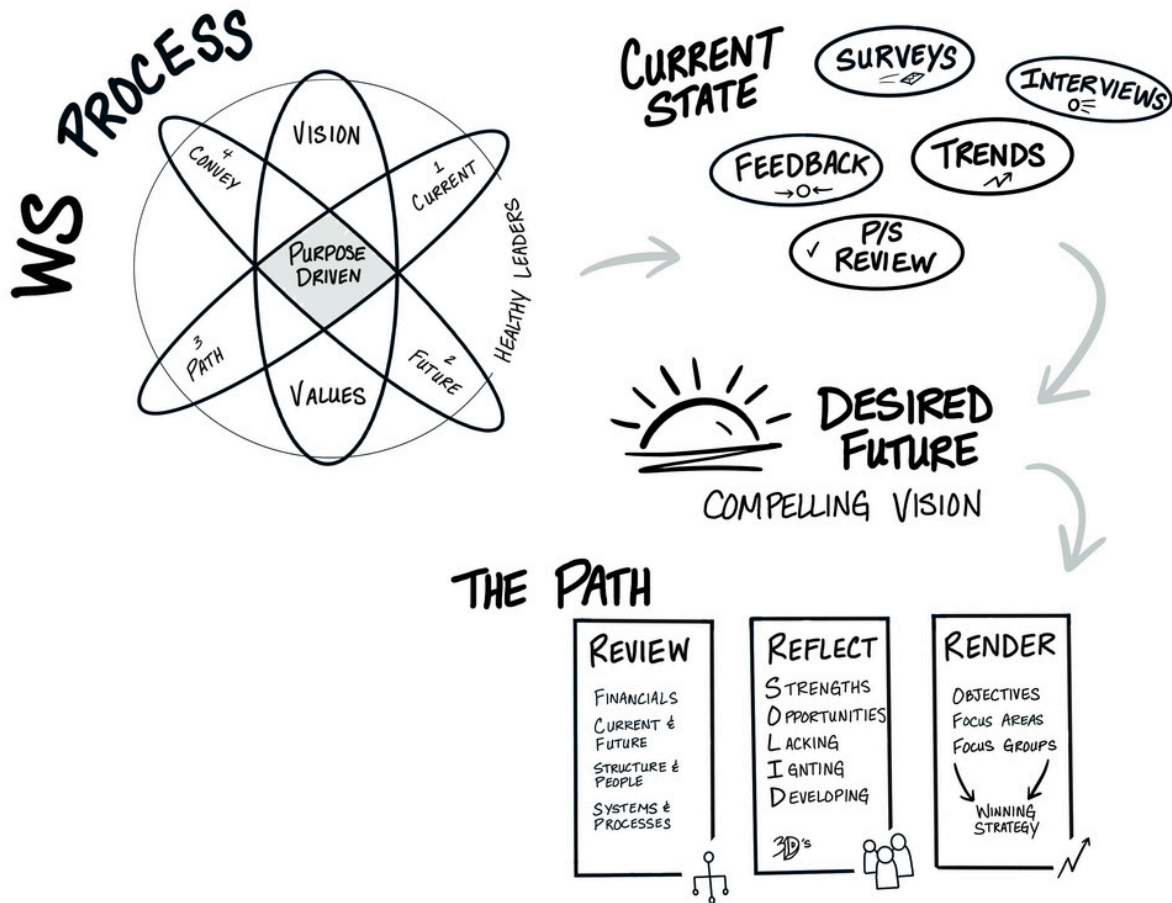 WS PROCESS
VISION
4
CONVEY
1
CURRENT
PURPOSE
DRIVEN
HEALTHY LEADERS
3
PATH
2
FUTURE
VALUES
CURRENT
STATE
SURVEYS
INTERVIEWS
FEEDBACK
TRENDS
P/S
REVIEW
DESIRED
FUTURE
COMPELLING VISION
THE PATH
REVIEW
FINANCIALS
CURRENT &
FUTURE
STRUCTURE &
PEOPLE
SYSTEMS &
PROCESSES
REFLECT
STRENGTHS
OPPORTUNITIES
LACKING
IGNTING
DEVELOPING
3D's
RENDER
OBJECTIVES
FOCUS AREAS
FOCUS GROUPS
WINNING
STRATEGY